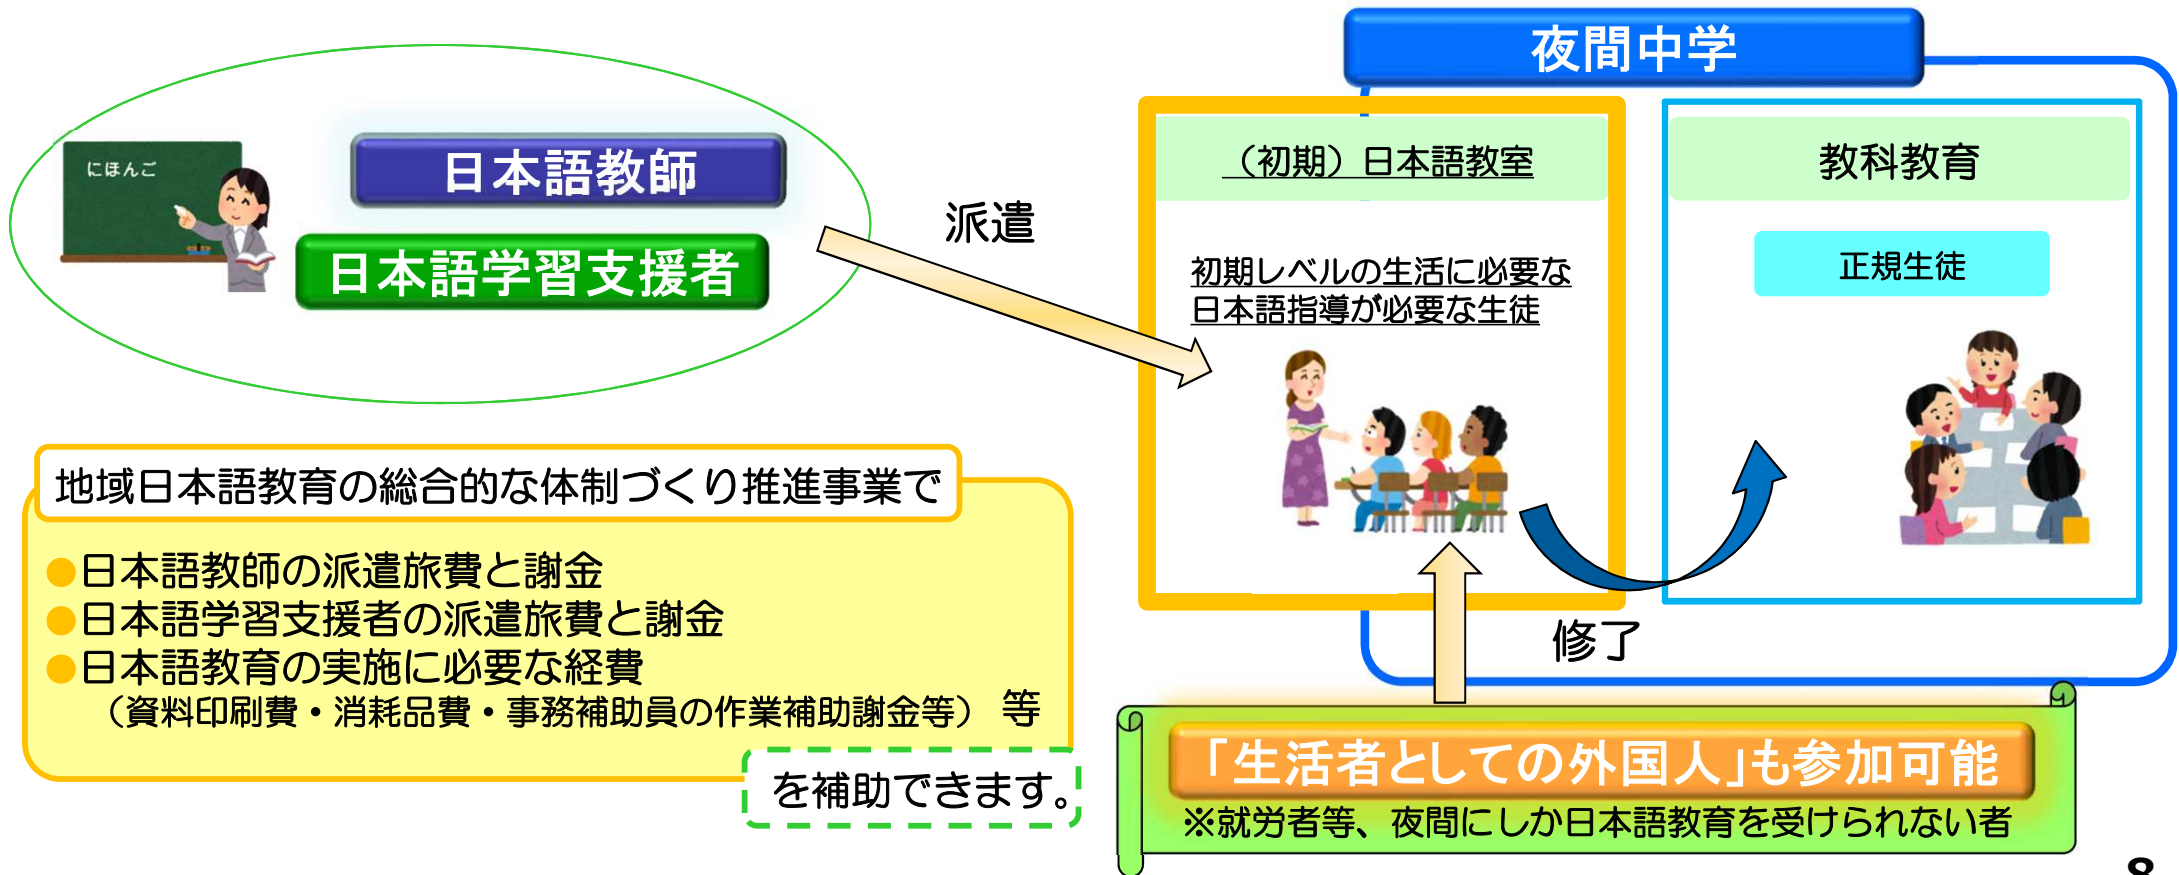 にほんご
日本語教師
日本語学習支援者
派遣
夜間中学
（初期）日本語教室
初期レベルの生活に必要な
日本語指導が必要な生徒
教科教育
正規生徒
修了
地域日本語教育の総合的な体制づくり推進事業で
●日本語教師の派遣旅費と謝金
●日本語学習支援者の派遣旅費と謝金
●日本語教育の実施に必要な経費
（資料印刷費・消耗品費・事務補助員の作業補助謝金等） 等
を補助できます。
「生活者としての外国人」も参加可能
※就労者等、夜間にしか日本語教育を受けられない者
8